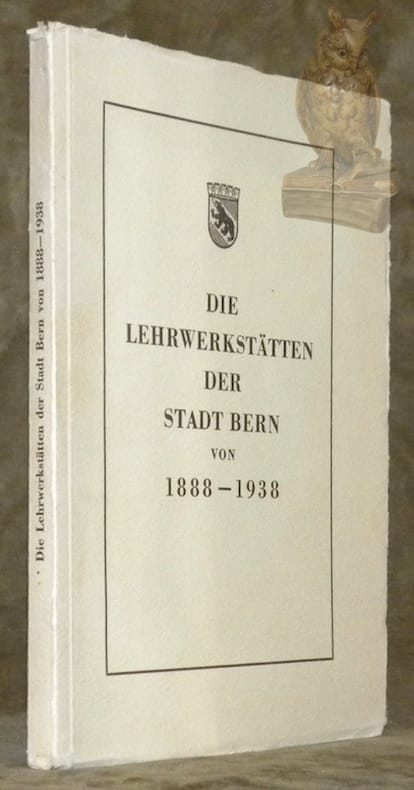 DIE
LEHRWERKSTÄTTEN
DER
STADT BERN
VON
1888–1938
Die Lehrwerkstätten der Stadt Bern von 1888–1938